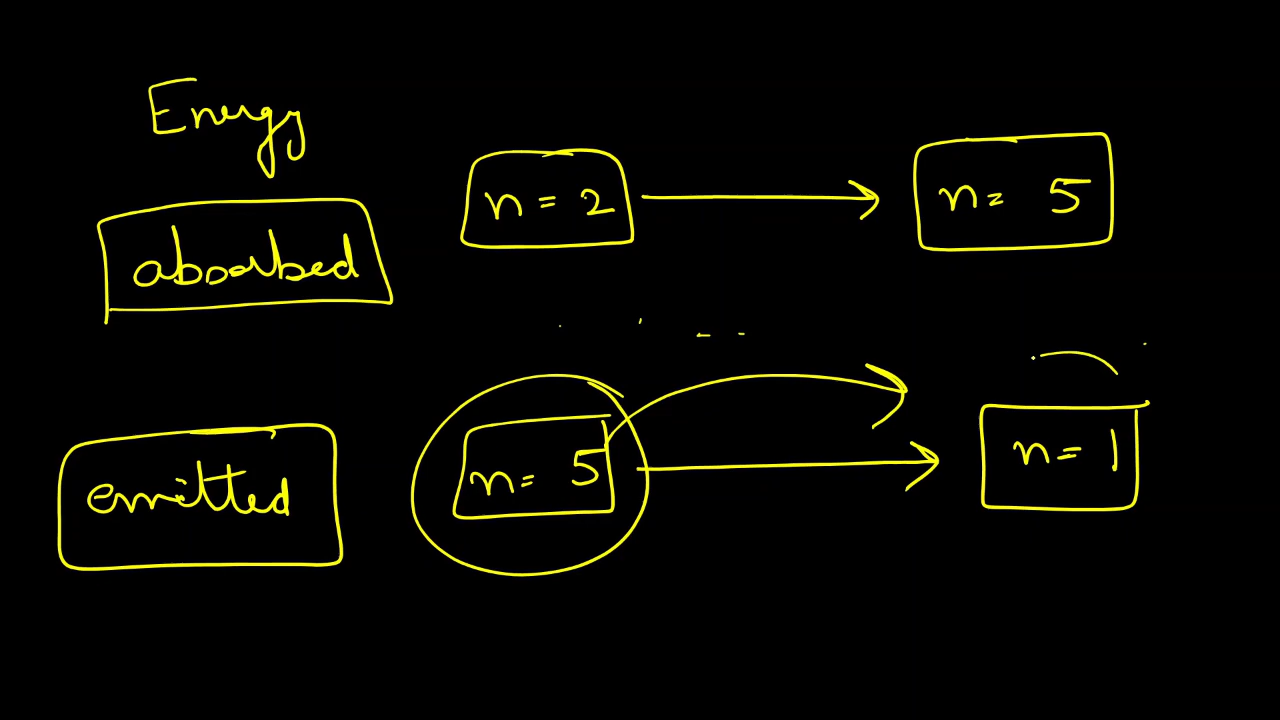 Energy
absorbed
n = 2
n = 5
emitted
n = 5
n = 1